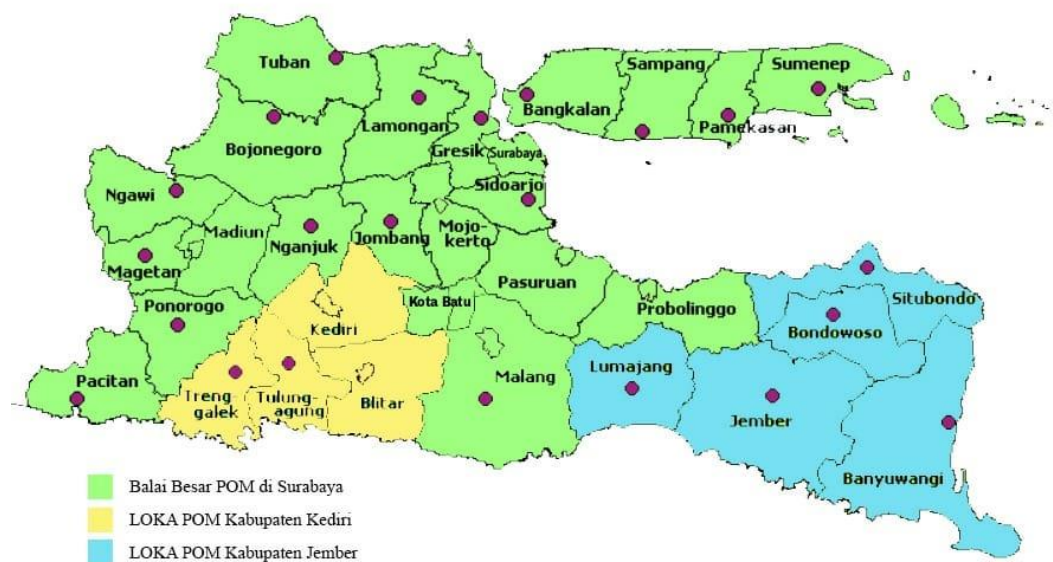 Tuban
Sampang
Sumenep
Bangkalan
Lamongan
Pamekasan
Bojonegoro
Gresik
Surabaya
Sidoarjo
Ngawi
Madiun
Nganjuk
Jombang
Mojo-
kerto
Magetan
Pasuruan
Ponorogo
Kota Batu
Probolinggo
Situbondo
Kediri
Bondowoso
Pacitan
Treng-
galek
Tulung-
agung
Blitar
Malang
Lumajang
Jember
Banyuwangi
Balai Besar POM di Surabaya
LOKA POM Kabupaten Kediri
LOKA POM Kabupaten Jember